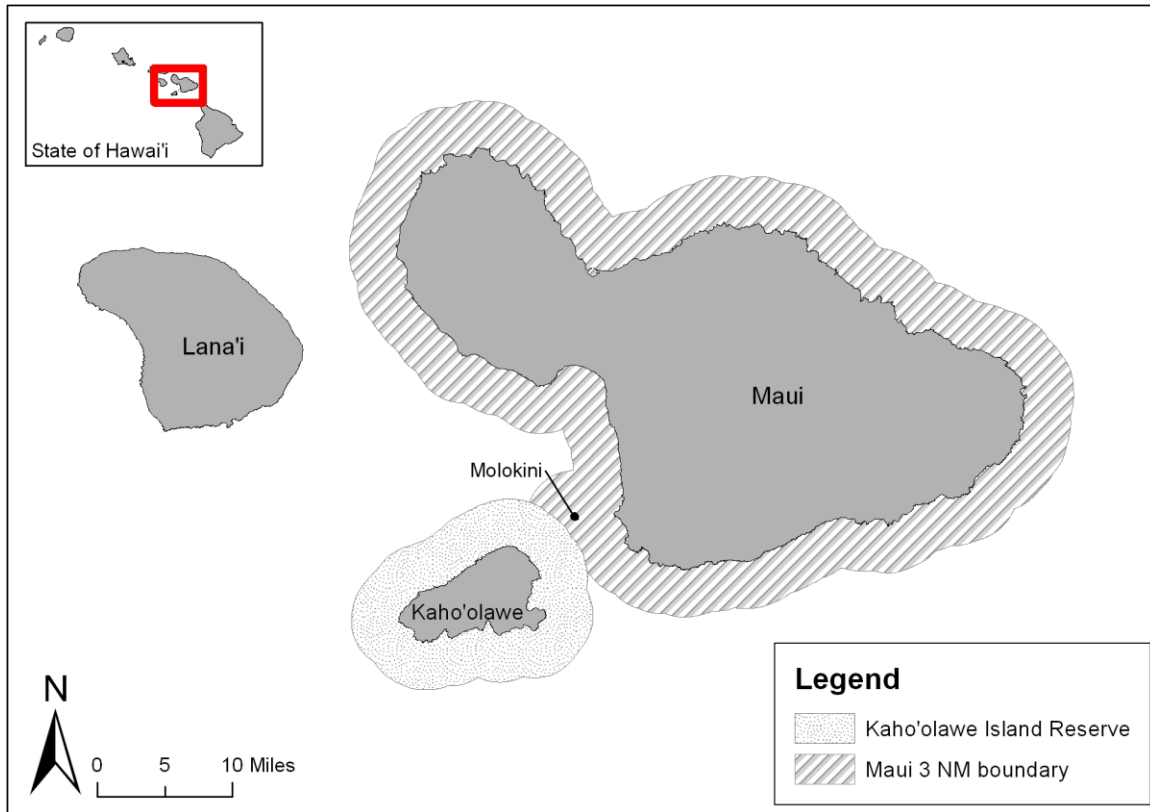 State of Hawai'i
Lana'i
Maui
Molokini
Kaho'olawe
N
0 5 10 Miles
Legend
Kaho'olawe Island Reserve
Maui 3 NM boundary